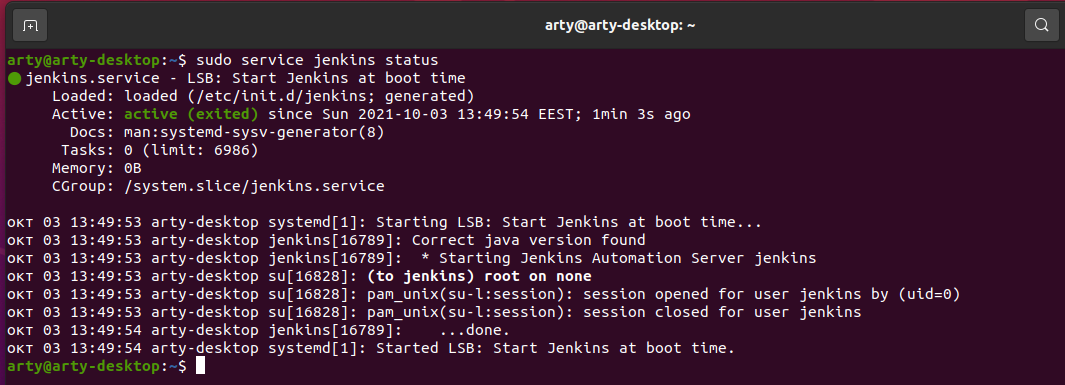 arty@arty-desktop: ~
arty@arty-desktop:~$ sudo service jenkins status
● jenkins.service - LSB: Start Jenkins at boot time
     Loaded: loaded (/etc/init.d/jenkins; generated)
     Active: active (exited) since Sun 2021-10-03 13:49:54 EEST; 1min 3s ago
       Docs: man:systemd-sysv-generator(8)
      Tasks: 0 (limit: 6986)
     Memory: 0B
     CGroup: /system.slice/jenkins.service

окт 03 13:49:53 arty-desktop systemd[1]: Starting LSB: Start Jenkins at boot time...
окт 03 13:49:53 arty-desktop jenkins[16789]: Correct java version found
окт 03 13:49:53 arty-desktop jenkins[16789]:  * Starting Jenkins Automation Server jenkins
окт 03 13:49:53 arty-desktop su[16828]: (to jenkins) root on none
окт 03 13:49:53 arty-desktop su[16828]: pam_unix(su-l:session): session opened for user jenkins by (uid=0)
окт 03 13:49:53 arty-desktop su[16828]: pam_unix(su-l:session): session closed for user jenkins
окт 03 13:49:54 arty-desktop jenkins[16789]:    ...done.
окт 03 13:49:54 arty-desktop systemd[1]: Started LSB: Start Jenkins at boot time.
arty@arty-desktop:~$